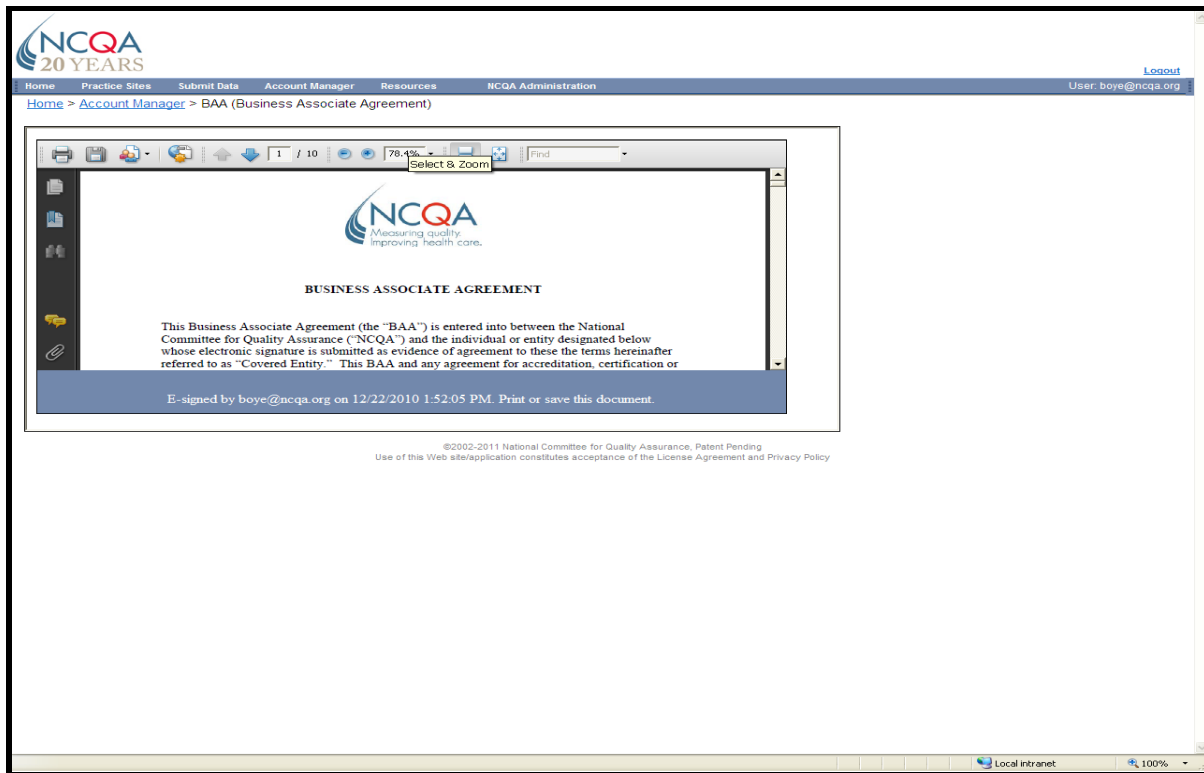 NCQA
20 YEARS
Logout
Home Practice Sites Submit Data Account Manager Resources NCQA Administration User: boye@ncqa.org
Home > Account Manager > BAA (Business Associate Agreement)
1 / 10 78.4% Find
Select & Zoom
NCQA
Measuring quality.
Improving health care.
BUSINESS ASSOCIATE AGREEMENT
This Business Associate Agreement (the “BAA”) is entered into between the National
Committee for Quality Assurance (“NCQA”) and the individual or entity designated below
whose electronic signature is submitted as evidence of agreement to these the terms hereinafter
referred to as “Covered Entity.” This BAA and any agreement for accreditation, certification or
E-signed by boye@ncqa.org on 12/22/2010 1:52:05 PM. Print or save this document.
©2002-2011 National Committee for Quality Assurance, Patent Pending
Use of this Web site/application constitutes acceptance of the License Agreement and Privacy Policy
Local intranet 100%